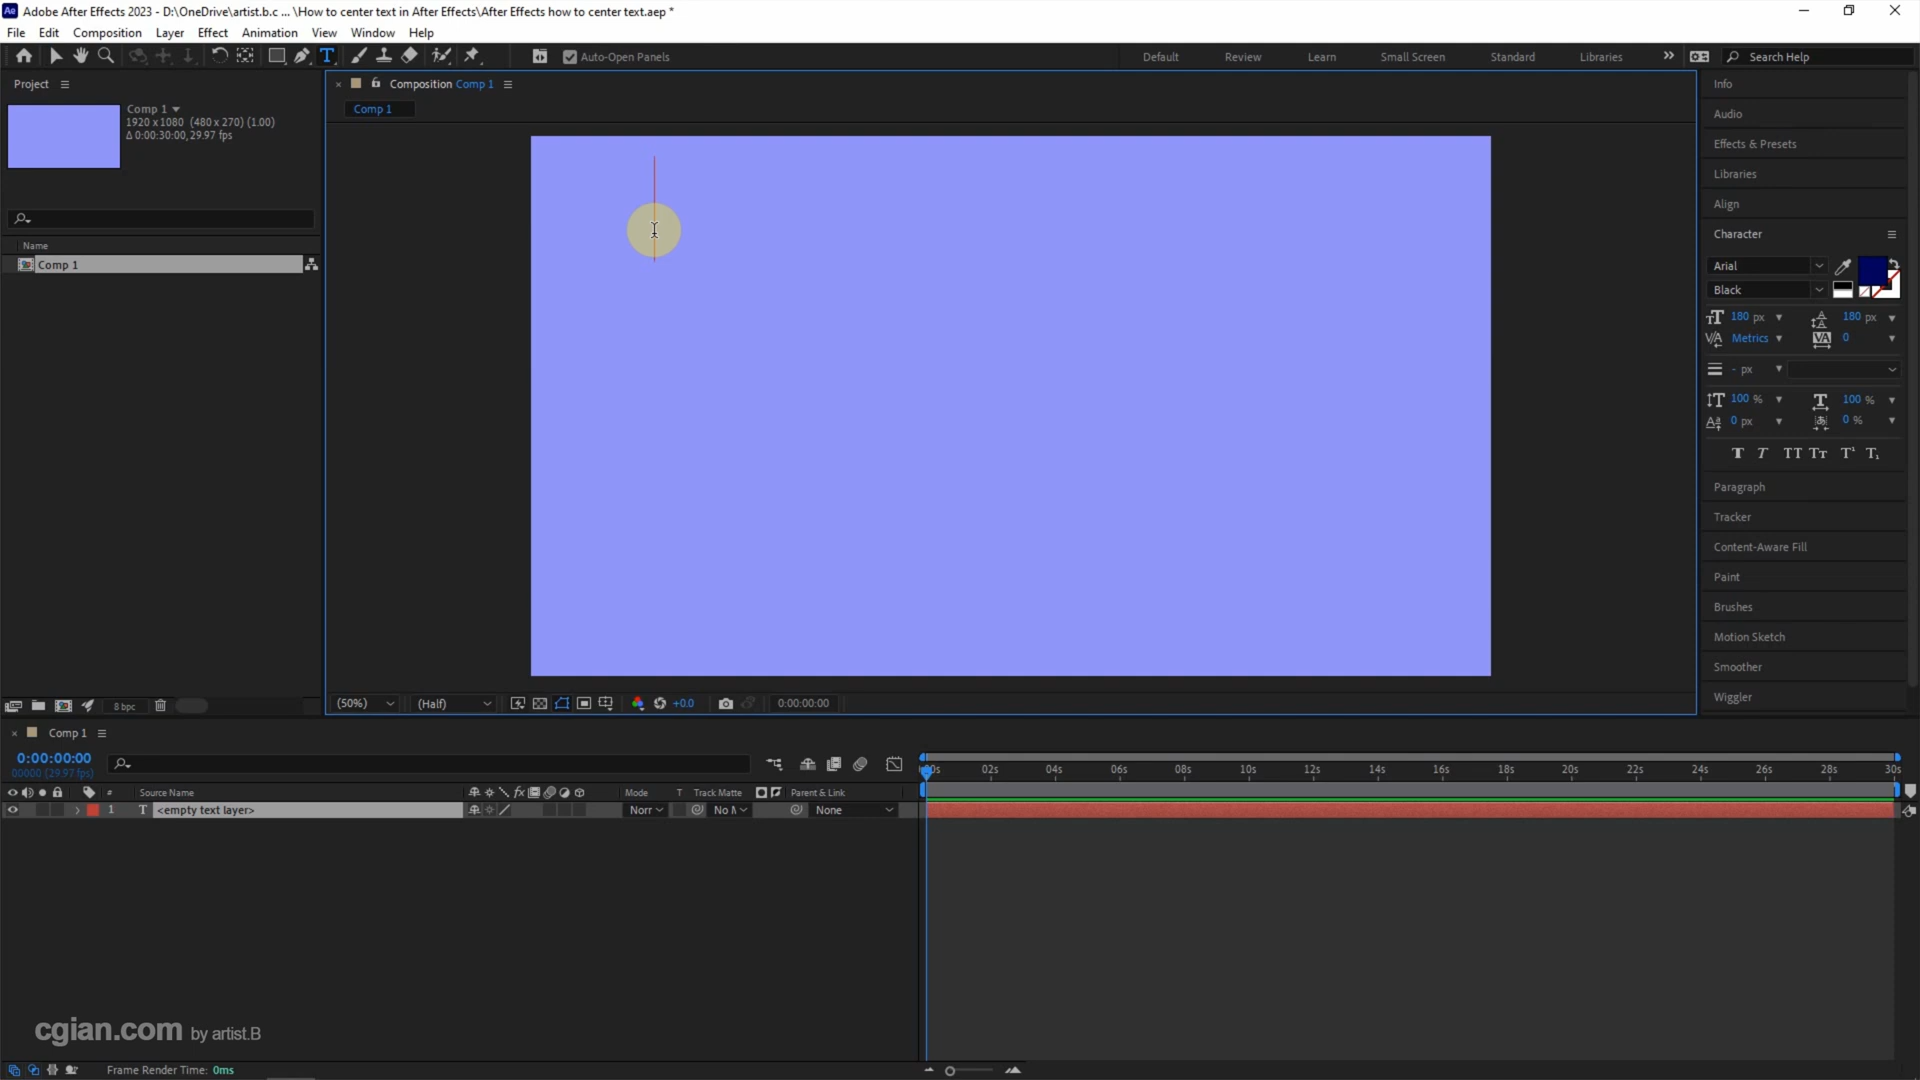 Adobe After Effects 2023 - D:\OneDrive\artist.b.c ... \How to center text in After Effects\After Effects how to center text.aep *
File Edit Composition Layer Effect Animation View Window Help
Auto-Open Panels Default Review Learn Small Screen Standard Libraries Search Help
Project
Composition Comp 1
Comp 1
Comp 1
1920 x 1080 (480 x 270) (1.00)
Δ 0:00:30:00, 29.97 fps
Name
Comp 1
Info
Audio
Effects & Presets
Libraries
Align
Character
Arial
Black
180 px 180 px
Metrics 0
- px
100 % 100 %
0 px 0 %
Paragraph
Tracker
Content-Aware Fill
Paint
Brushes
Motion Sketch
Smoother
Wiggler
8 bpc
(50%) (Half) +0.0 0:00:00:00
Comp 1
0:00:00:00
00000 (29.97 fps)
02s 04s 06s 08s 10s 12s 14s 16s 18s 20s 22s 24s 26s 28s 30s
# Source Name Mode T Track Matte Parent & Link
1 T <empty text layer> Norr No M None
cgian.com by artist.B
Frame Render Time: 0ms